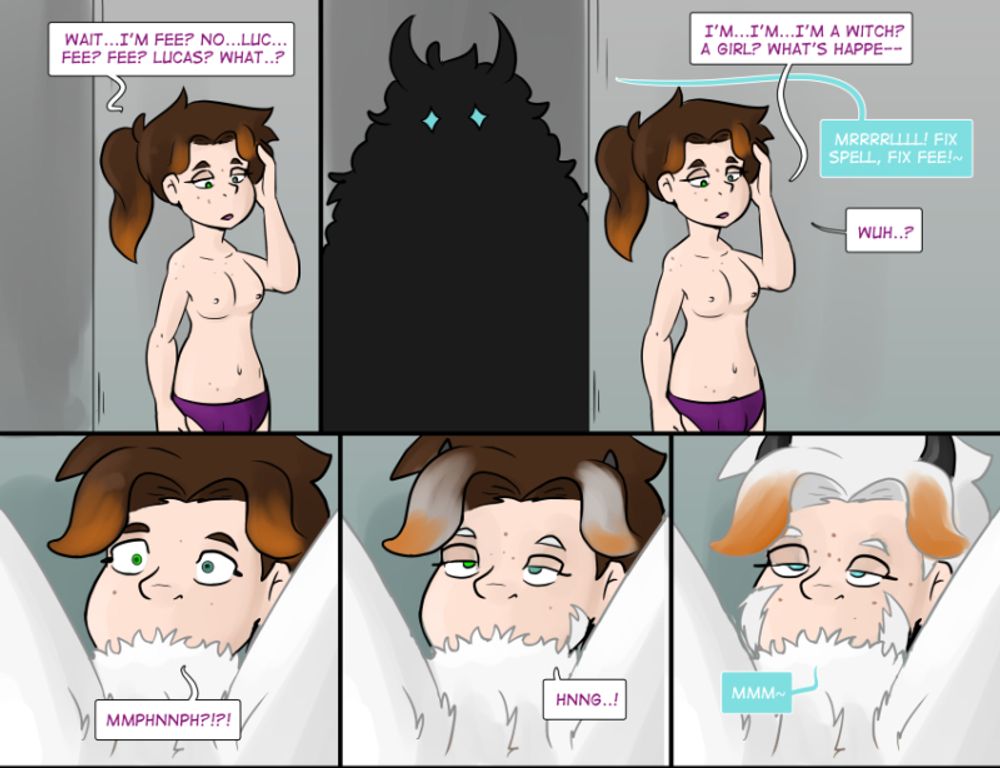 WAIT...I'M FEE? NO...LUC...
FEE? FEE? LUCAS? WHAT..?
I'M...I'M...I'M A WITCH?
A GIRL? WHAT'S HAPPE--
MRRRRLLLL! FIX
SPELL, FIX FEE!~
WUH..?
MMPHNNPH?!?!
HNNG..!
MMM~